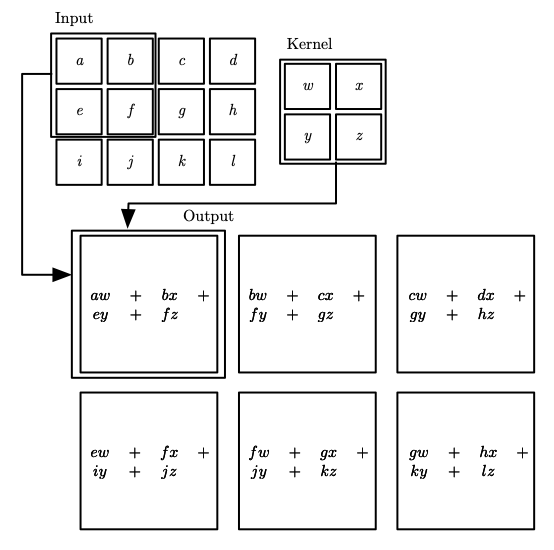 Input
Kernel
a b c d
w x
e f g h
y z
i j k l
Output
aw + bx +
ey + fz
bw + cx +
fy + gz
cw + dx +
gy + hz
ew + fx +
iy + jz
fw + gx +
jy + kz
gw + hx +
ky + lz